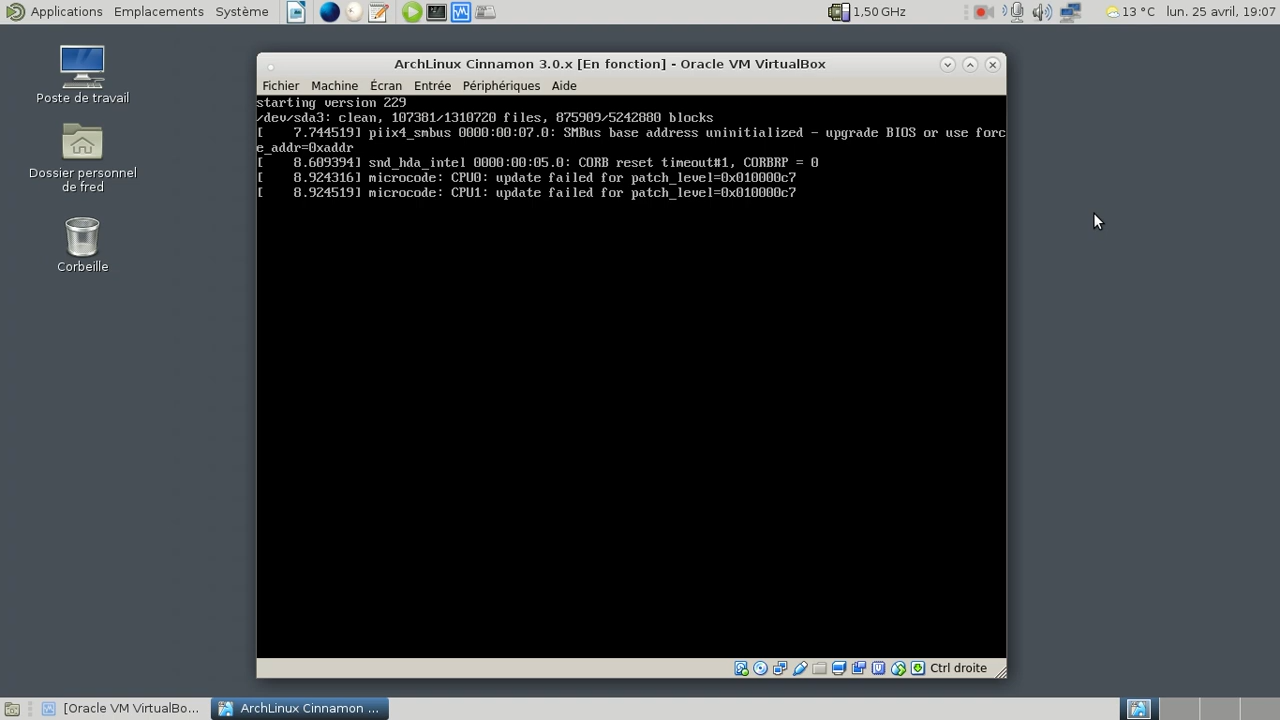 Applications Emplacements Système 1,50 GHz 13 °C lun. 25 avril, 19:07
Poste de travail
Dossier personnel
de fred
Corbeille
ArchLinux Cinnamon 3.0.x [En fonction] - Oracle VM VirtualBox
Fichier Machine Écran Entrée Périphériques Aide
starting version 229
/dev/sda3: clean, 107381/1310720 files, 875909/5242880 blocks
[    7.744519] piix4_smbus 0000:00:07.0: SMBus base address uninitialized - upgrade BIOS or use forc
e_addr=0xaddr
[    8.609394] snd_hda_intel 0000:00:05.0: CORB reset timeout#1, CORBRP = 0
[    8.924316] microcode: CPU0: update failed for patch_level=0x010000c7
[    8.924519] microcode: CPU1: update failed for patch_level=0x010000c7
Ctrl droite
[Oracle VM VirtualBo... ArchLinux Cinnamon ...